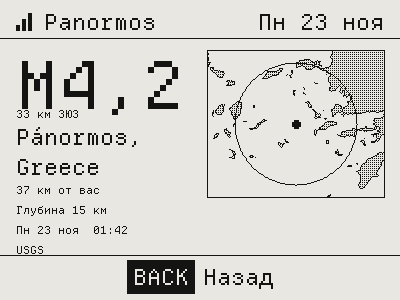 Panormos
Пн 23 ноя
M4,2
33 км ЗЮЗ
Pánormos,
Greece
37 км от вас
Глубина 15 км
Пн 23 ноя 01:42
USGS
BACK Назад